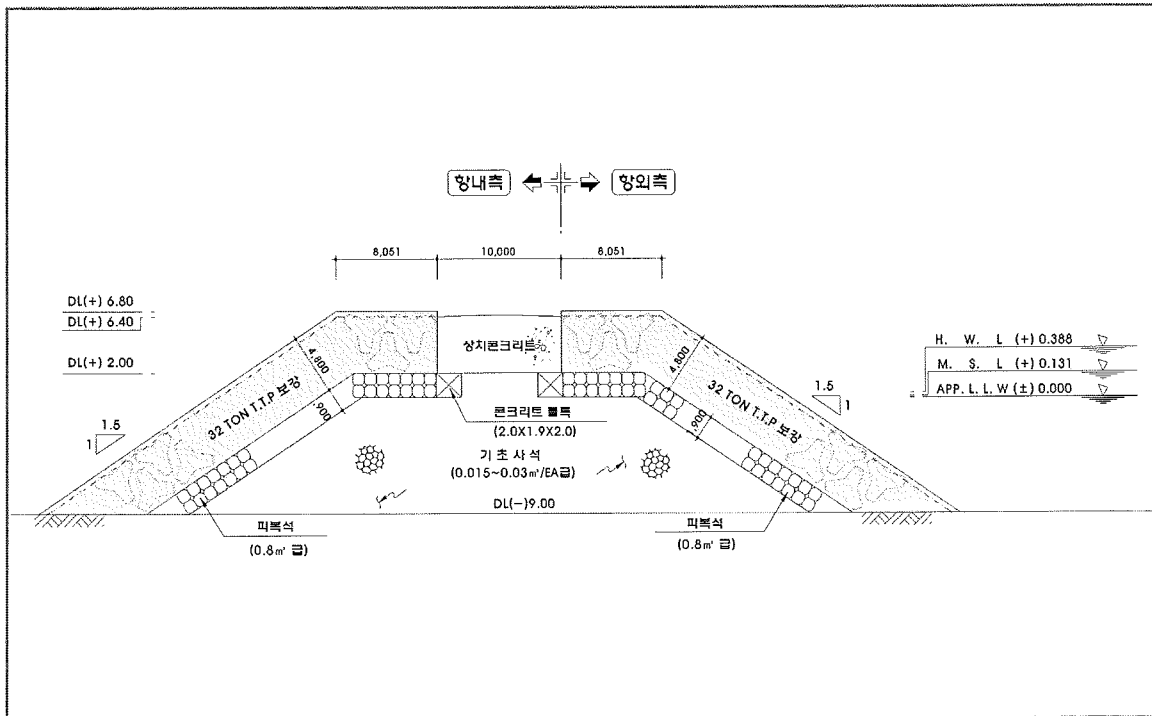 항내측 항외측
8,051 10,000 8,051
DL(+) 6.80
DL(+) 6.40
DL(+) 2.00
상치콘크리트
4,800
4,800
32 TON T.T.P 보강
32 TON T.T.P 보강
1.5
1
1.5
1
H. W. L (+) 0.388
M. S. L (+) 0.131
APP. L. L. W (±) 0.000
,900
1,900
콘크리트 블록
(2.0X1.9X2.0)
기초사석
(0.015~0.03㎥/EA급)
DL(−)9.00
피복석
(0.8㎥ 급)
피복석
(0.8㎥ 급)